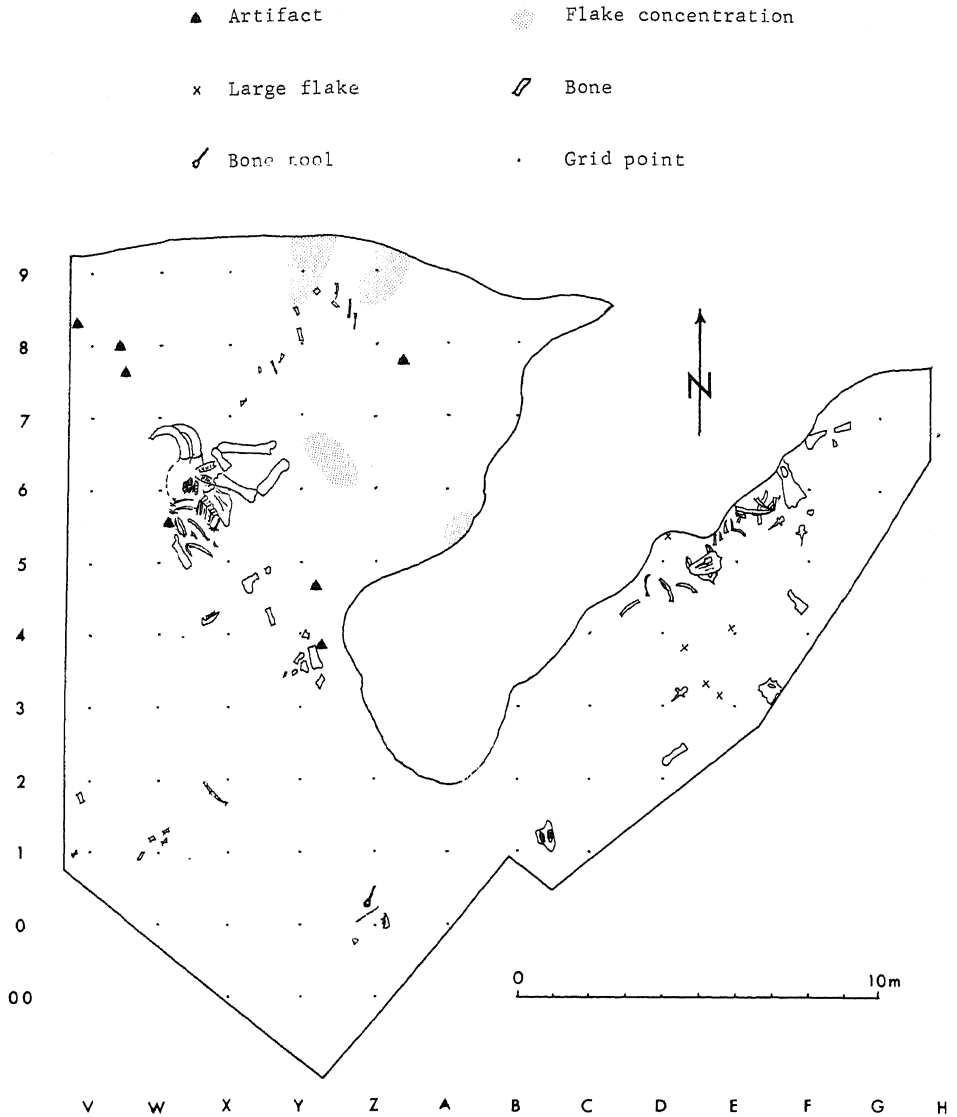 Artifact Flake concentration
Large flake Bone
Bone tool Grid point
9
8
7
N
6
5
4
3
2
1
0
0 10m
00
V W X Y Z A B C D E F G H